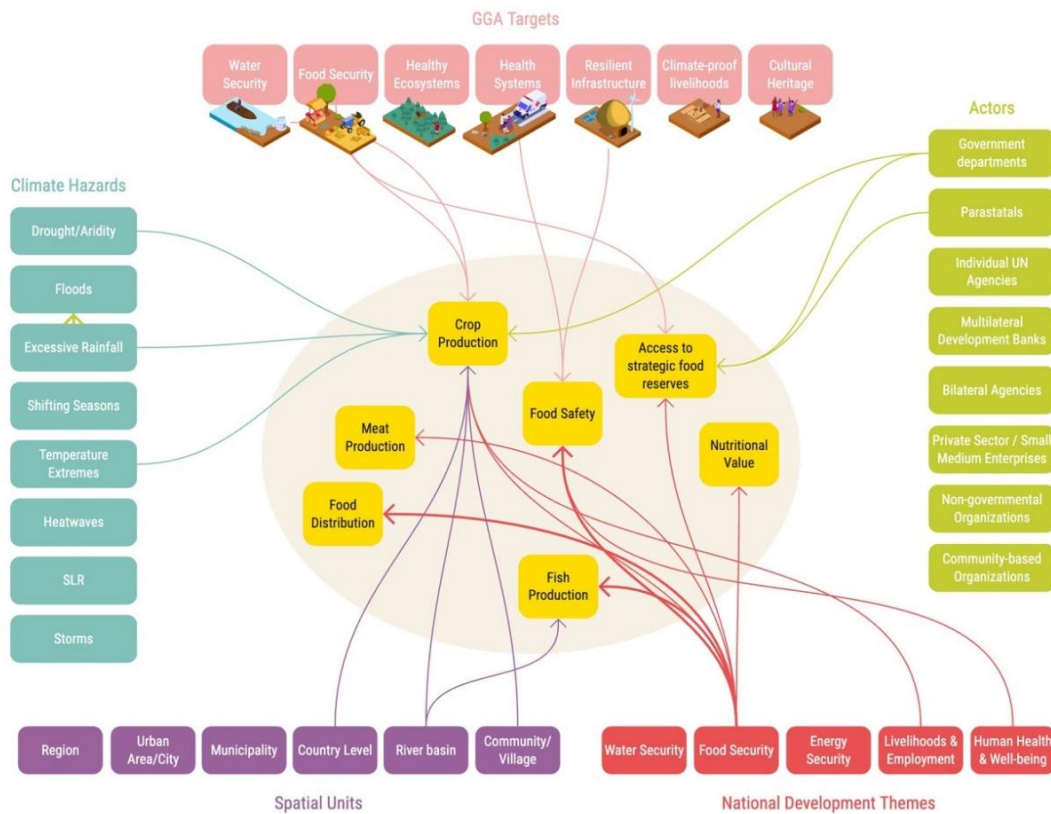 GGA Targets
Water
Security
Food Security
Healthy
Ecosystems
Health
Systems
Resilient
Infrastructure
Climate-proof
livelihoods
Cultural
Heritage
Actors
Government
departments
Parastatals
Individual UN
Agencies
Multilateral
Development Banks
Bilateral Agencies
Private Sector / Small
Medium Enterprises
Non-governmental
Organizations
Community-based
Organizations
Climate Hazards
Drought/Aridity
Floods
Excessive Rainfall
Shifting Seasons
Temperature
Extremes
Heatwaves
SLR
Storms
Crop
Production
Access to
strategic food
reserves
Food Safety
Meat
Production
Nutritional
Value
Food
Distribution
Fish
Production
Region
Urban
Area/City
Municipality
Country Level
River basin
Community/
Village
Spatial Units
Water Security
Food Security
Energy
Security
Livelihoods &
Employment
Human Health
& Well-being
National Development Themes